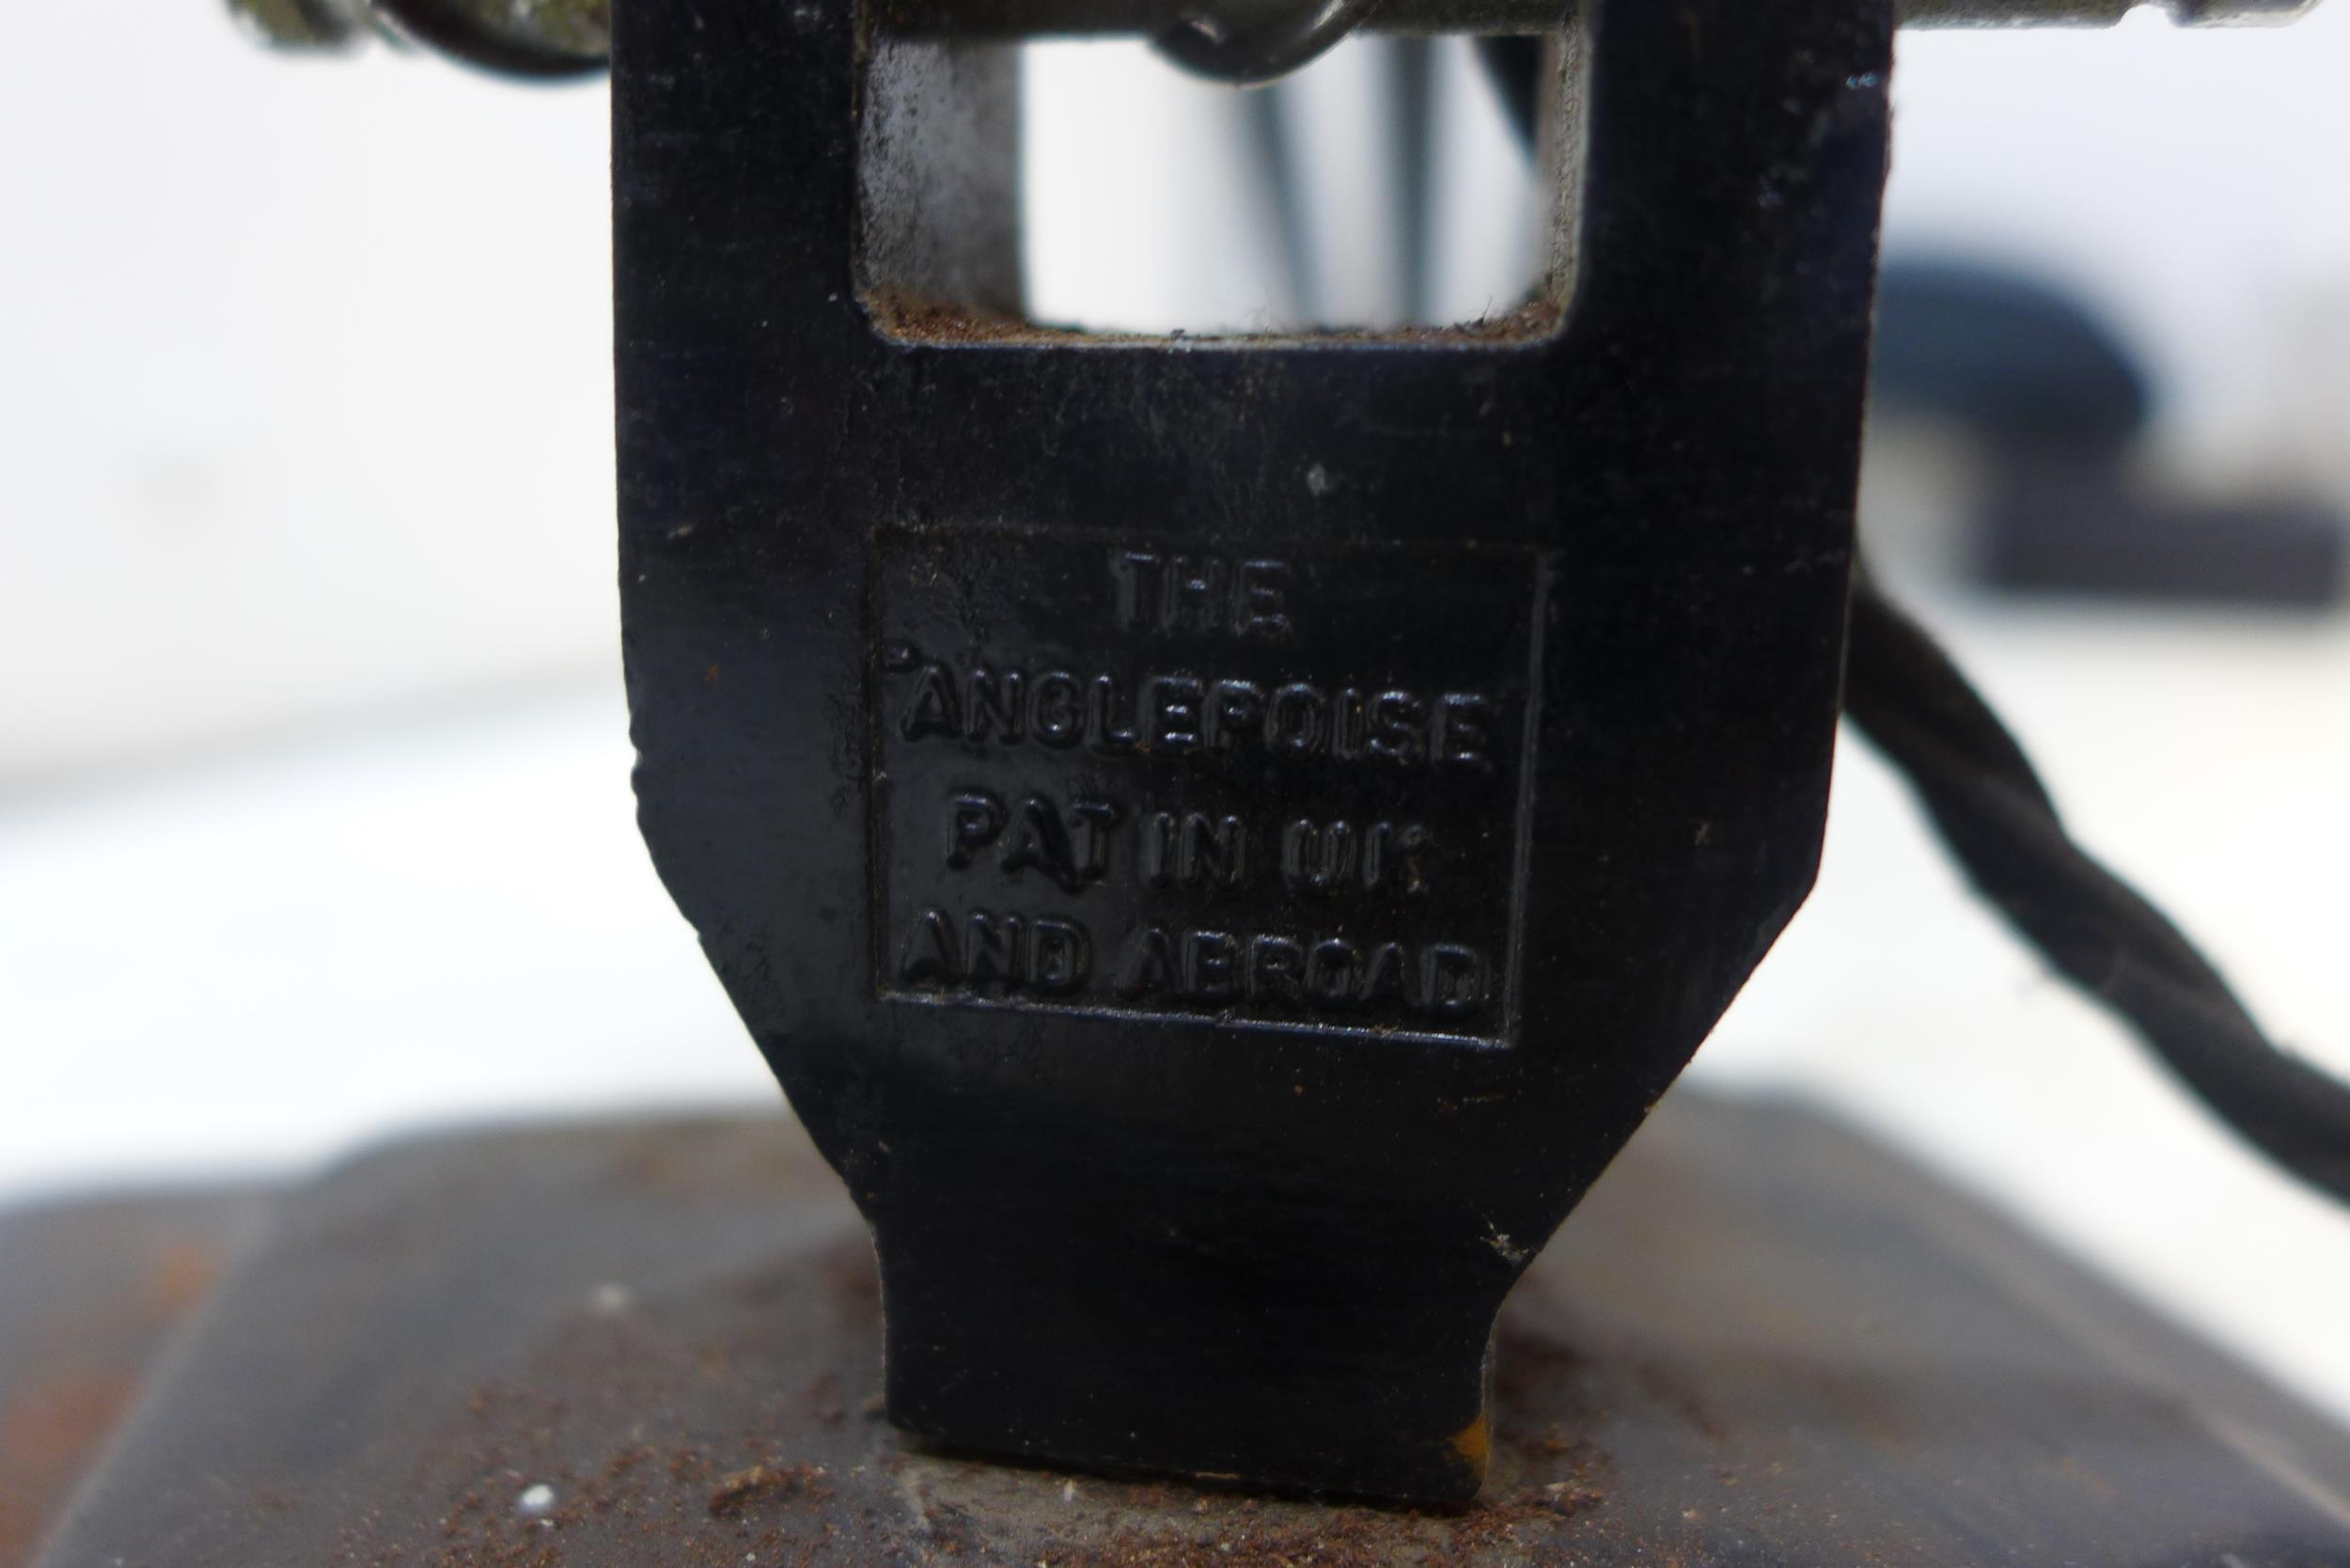 THE
"ANGLEPOISE
PAT IN UK
AND ABROAD